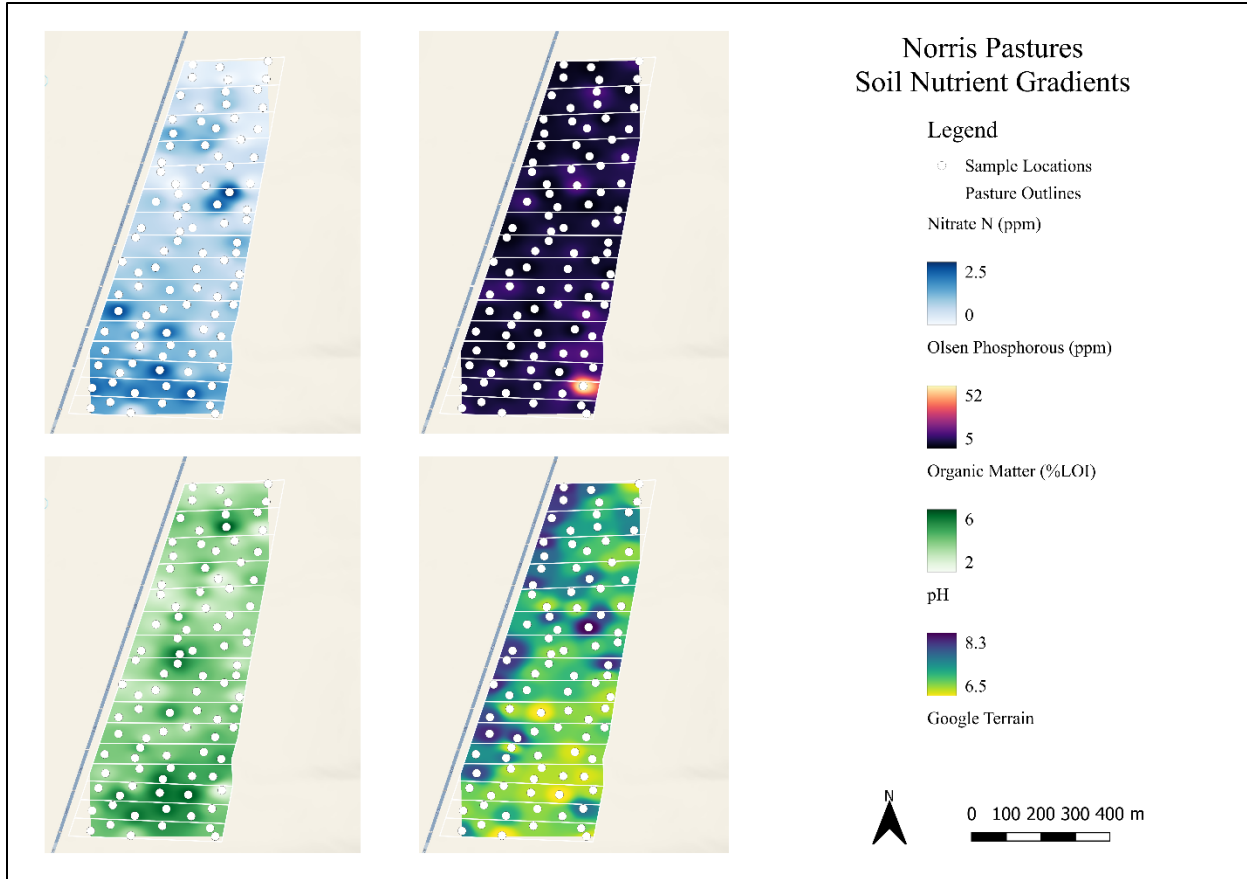 Norris Pastures
Soil Nutrient Gradients
Legend
Sample Locations
Pasture Outlines
Nitrate N (ppm)
2.5
0
Olsen Phosphorous (ppm)
52
5
Organic Matter (%LOI)
6
2
pH
8.3
6.5
Google Terrain
N
0 100 200 300 400 m